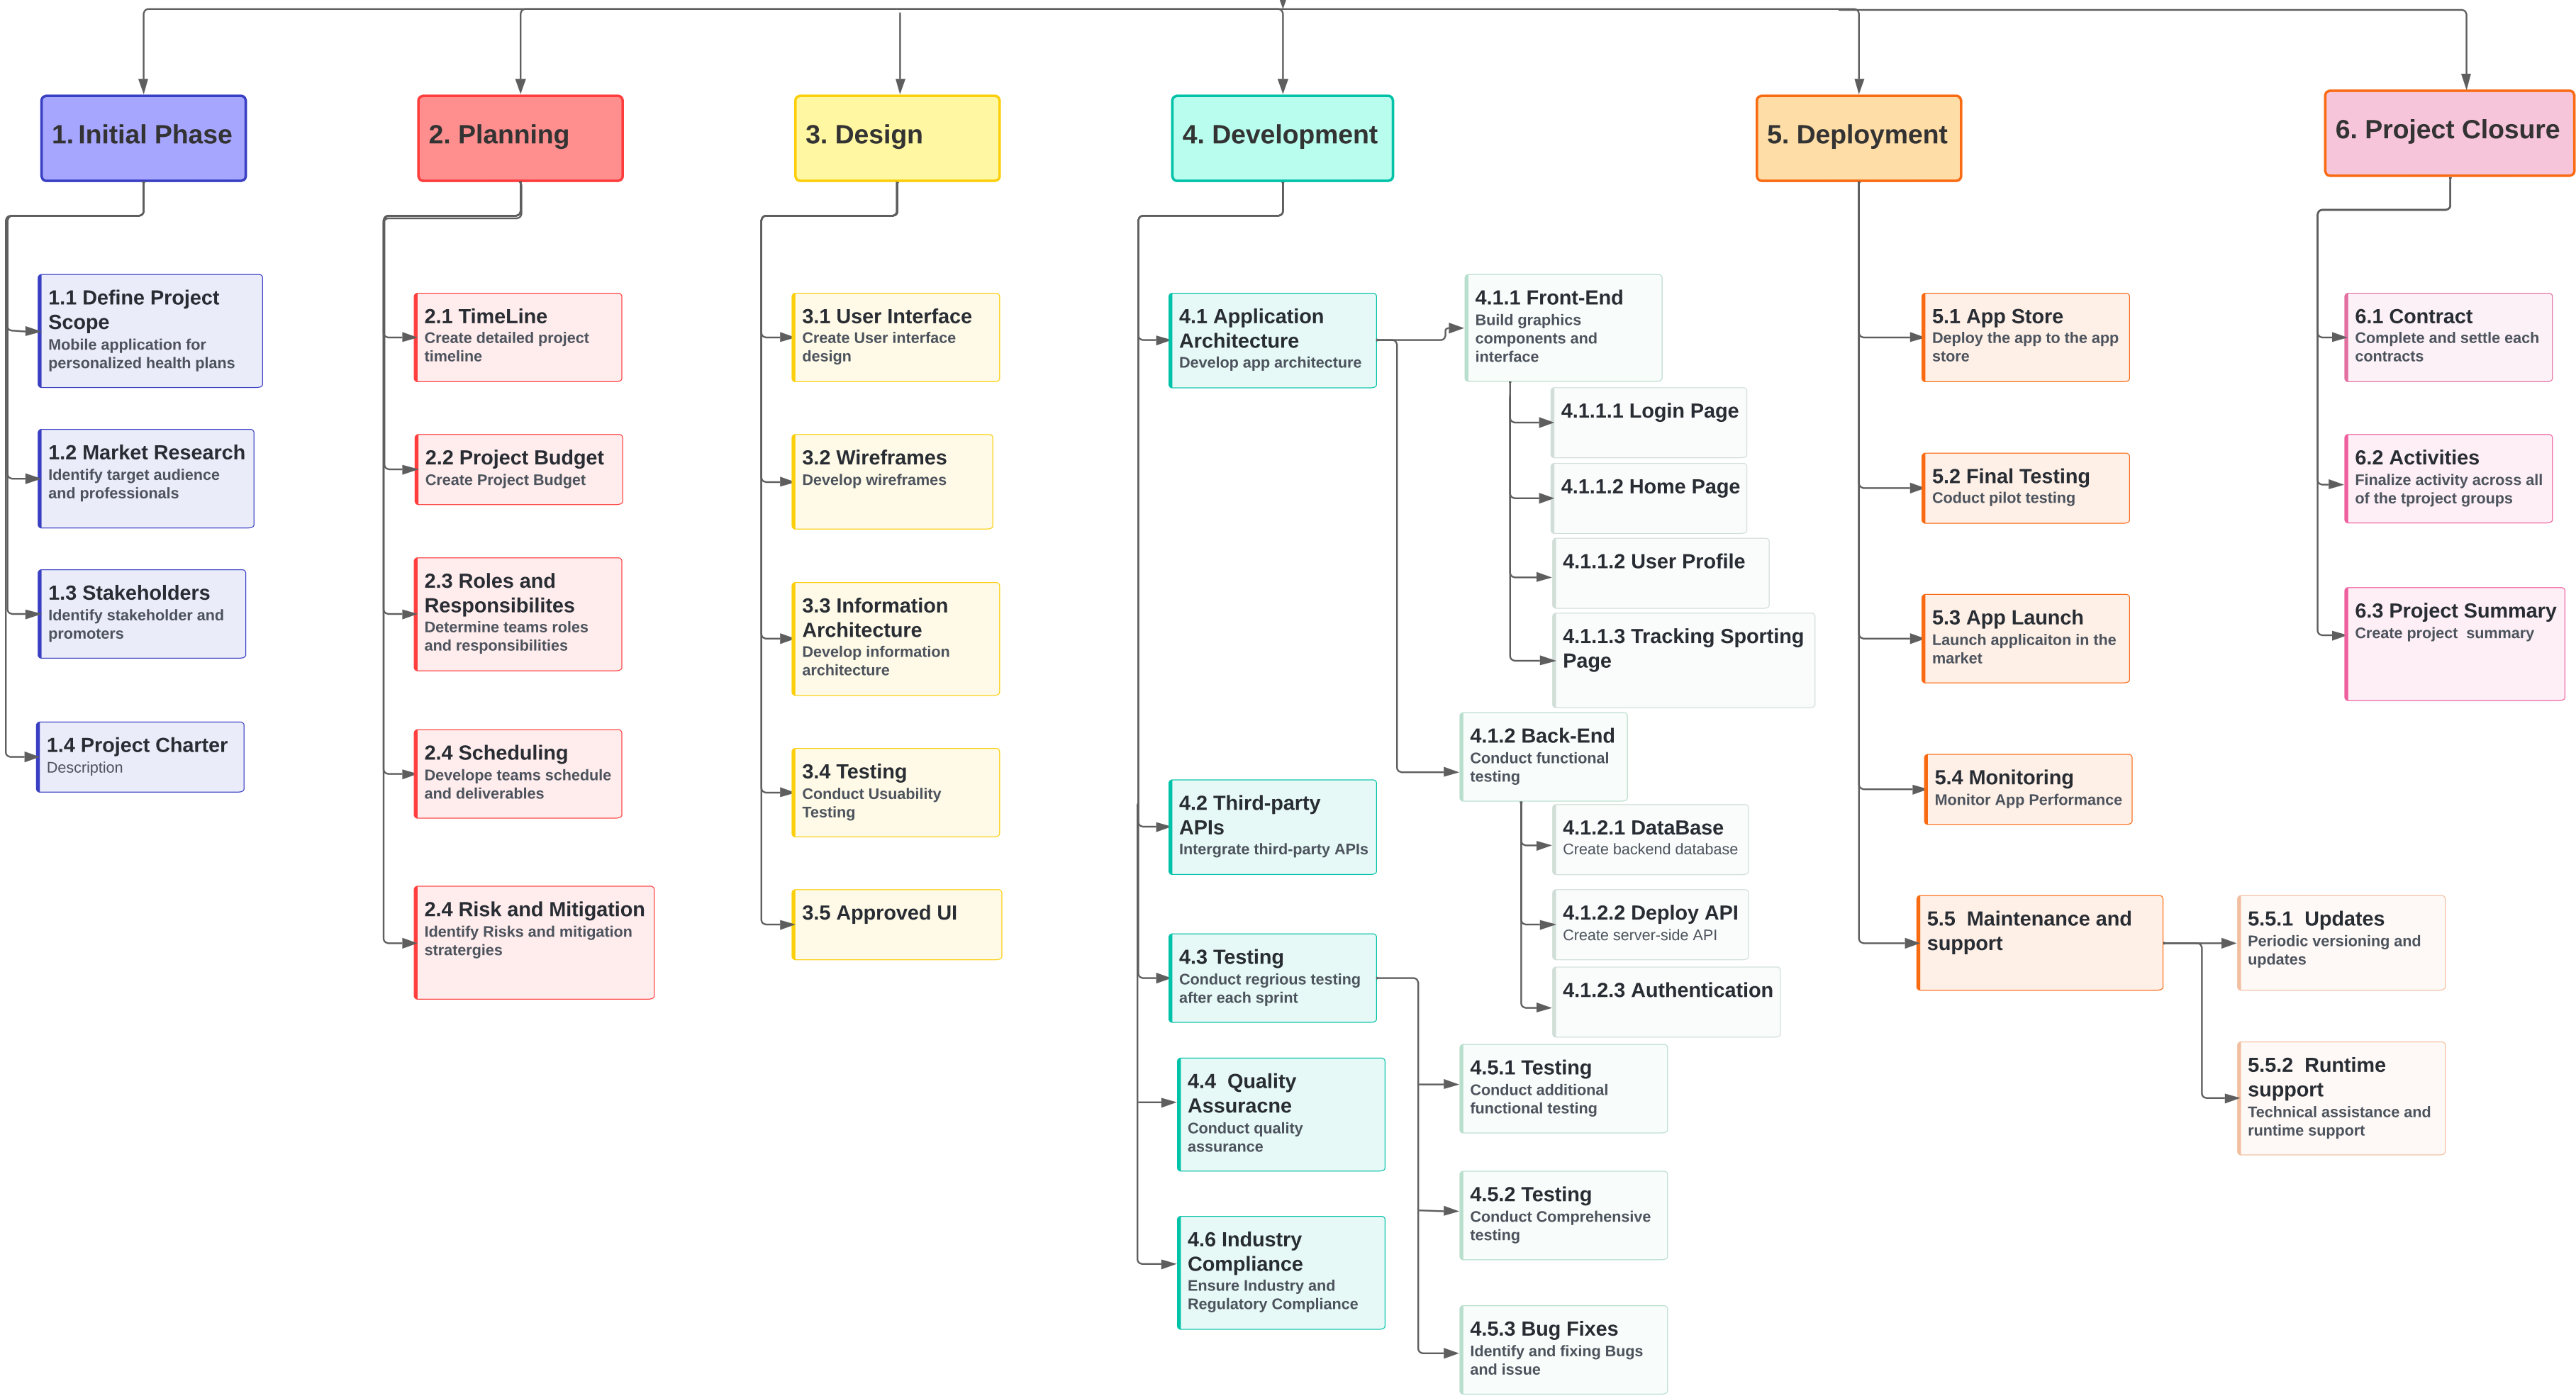 1. Initial Phase
2. Planning
3. Design
4. Development
5. Deployment
6. Project Closure
1.1 Define Project
Scope
Mobile application for
personalized health plans
1.2 Market Research
Identify target audience
and professionals
1.3 Stakeholders
Identify stakeholder and
promoters
1.4 Project Charter
Description
2.1 TimeLine
Create detailed project
timeline
2.2 Project Budget
Create Project Budget
2.3 Roles and
Responsibilites
Determine teams roles
and responsibilities
2.4 Scheduling
Develope teams schedule
and deliverables
2.4 Risk and Mitigation
Identify Risks and mitigation
stratergies
3.1 User Interface
Create User interface
design
3.2 Wireframes
Develop wireframes
3.3 Information
Architecture
Develop information
architecture
3.4 Testing
Conduct Usuability
Testing
3.5 Approved UI
4.1 Application
Architecture
Develop app architecture
4.1.1 Front-End
Build graphics
components and
interface
4.1.1.1 Login Page
4.1.1.2 Home Page
4.1.1.2 User Profile
4.1.1.3 Tracking Sporting
Page
4.1.2 Back-End
Conduct functional
testing
4.1.2.1 DataBase
Create backend database
4.1.2.2 Deploy API
Create server-side API
4.1.2.3 Authentication
4.2 Third-party
APIs
Intergrate third-party APIs
4.3 Testing
Conduct regrious testing
after each sprint
4.5.1 Testing
Conduct additional
functional testing
4.5.2 Testing
Conduct Comprehensive
testing
4.5.3 Bug Fixes
Identify and fixing Bugs
and issue
4.4  Quality
Assuracne
Conduct quality
assurance
4.6 Industry
Compliance
Ensure Industry and
Regulatory Compliance
5.1 App Store
Deploy the app to the app
store
5.2 Final Testing
Coduct pilot testing
5.3 App Launch
Launch applicaiton in the
market
5.4 Monitoring
Monitor App Performance
5.5  Maintenance and
support
5.5.1  Updates
Periodic versioning and
updates
5.5.2  Runtime
support
Technical assistance and
runtime support
6.1 Contract
Complete and settle each
contracts
6.2 Activities
Finalize activity across all
of the tproject groups
6.3 Project Summary
Create project  summary